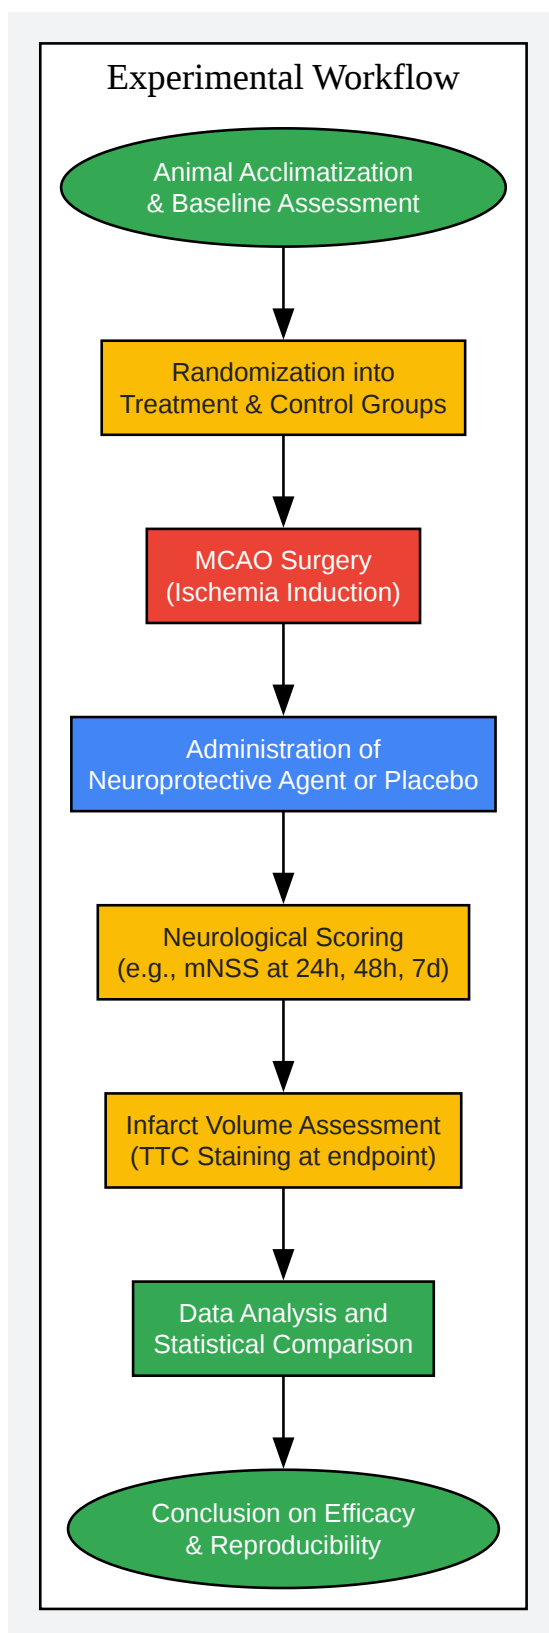 Experimental Workflow
Animal Acclimatization
& Baseline Assessment
Randomization into
Treatment & Control Groups
MCAO Surgery
(Ischemia Induction)
Administration of
Neuroprotective Agent or Placebo
Neurological Scoring
(e.g., mNSS at 24h, 48h, 7d)
Infarct Volume Assessment
(TTC Staining at endpoint)
Data Analysis and
Statistical Comparison
Conclusion on Efficacy
& Reproducibility